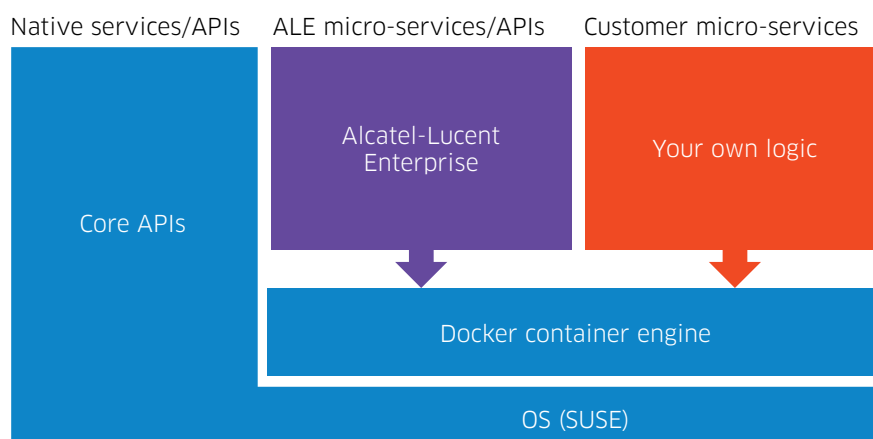 Native services/APIs
ALE micro-services/APIs
Customer micro-services
Core APIs
Alcatel-Lucent
Enterprise
Your own logic
Docker container engine
OS (SUSE)